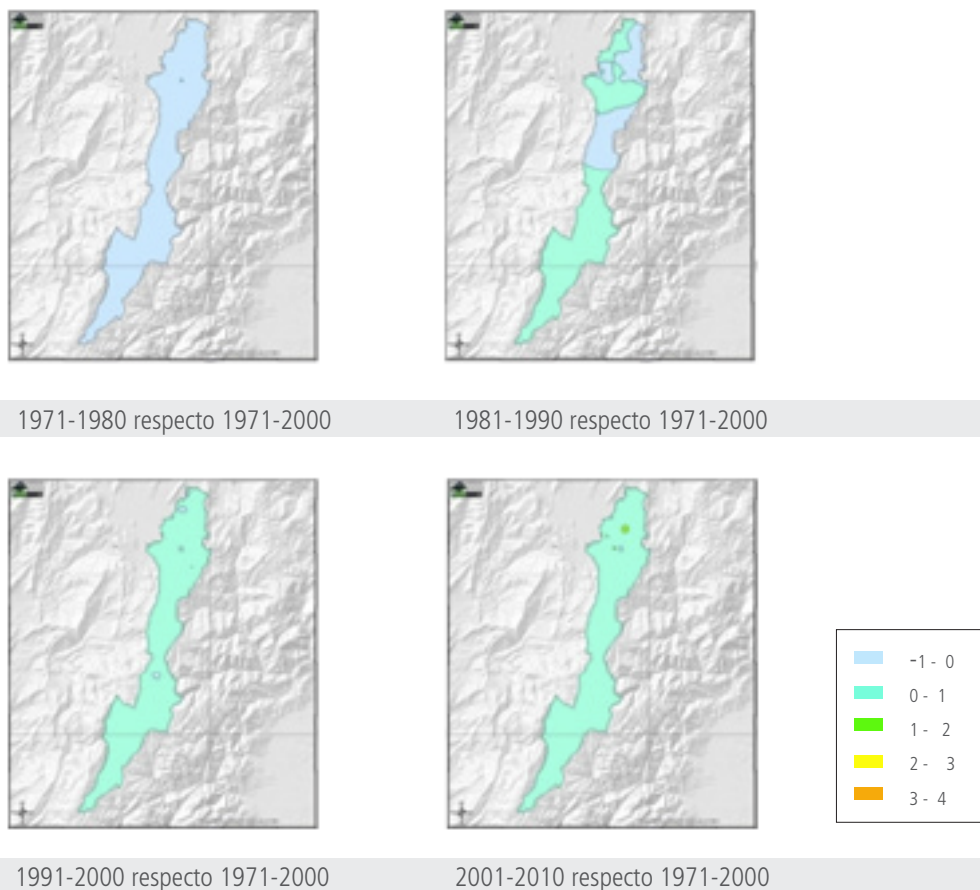 1971-1980 respecto 1971-2000
1981-1990 respecto 1971-2000
-1 - 0
0 - 1
1 - 2
2 - 3
3 - 4
1991-2000 respecto 1971-2000
2001-2010 respecto 1971-2000